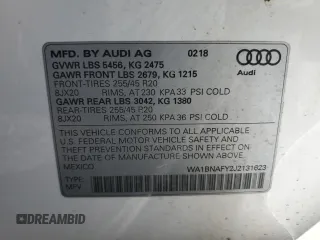 MFD. BY AUDI AG 0218
GVWR LBS 5456, KG 2475
GAWR FRONT LBS 2679, KG 1215
FRONT-TIRES 255/45 R20
8JX20 RIMS, AT 230 KPA 33 PSI COLD
GAWR REAR LBS 3042, KG 1380
REAR-TIRES 255/45 R20
8JX20 RIMS, AT 250 KPA 36 PSI COLD
Audi
THIS VEHICLE CONFORMS TO ALL APPLICABLE
U.S. FEDERAL MOTOR VEHICLE SAFETY, BUMPER
AND THEFT PREVENTION STANDARDS IN EFFECT
ON THE DATE OF MANUFACTURE SHOWN ABOVE.
MEXICO WA1BNAFY2J2131623
TYPE:
MPV
DREAMBID